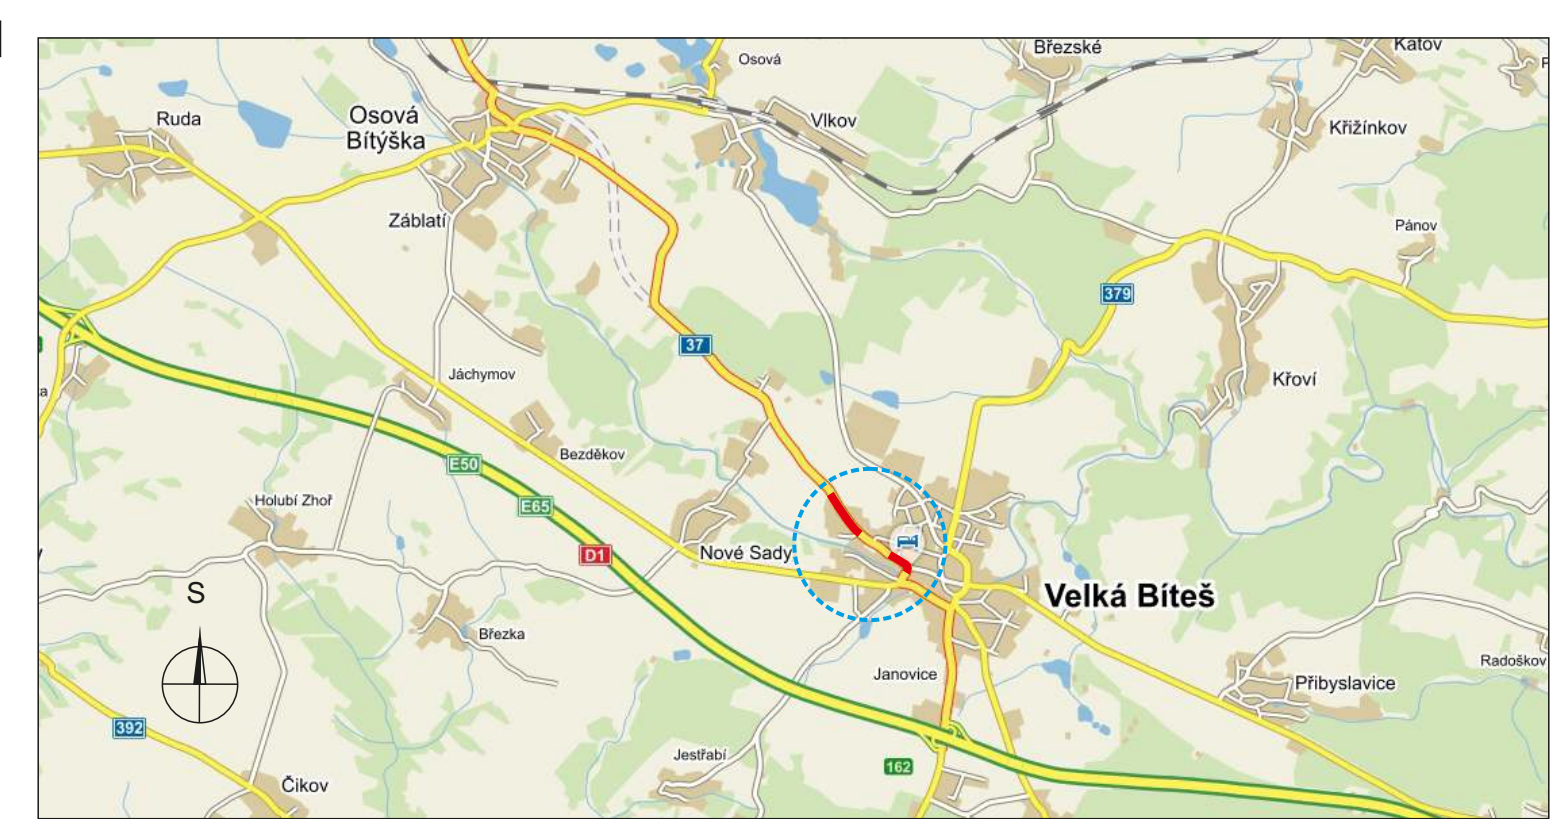 Osová
Březské
Katov
Ruda
Osová
Bítýška
Vlkov
Křižínkov
Záblatí
Pánov
379
37
Jáchymov
Křoví
a
E50
Bezděkov
Holubí Zhoř
E65
D1
Nové Sady
S
Velká Bíteš
Březka
Janovice
Radoškov
Přibyslavice
392
Jestřabí
162
Čikov